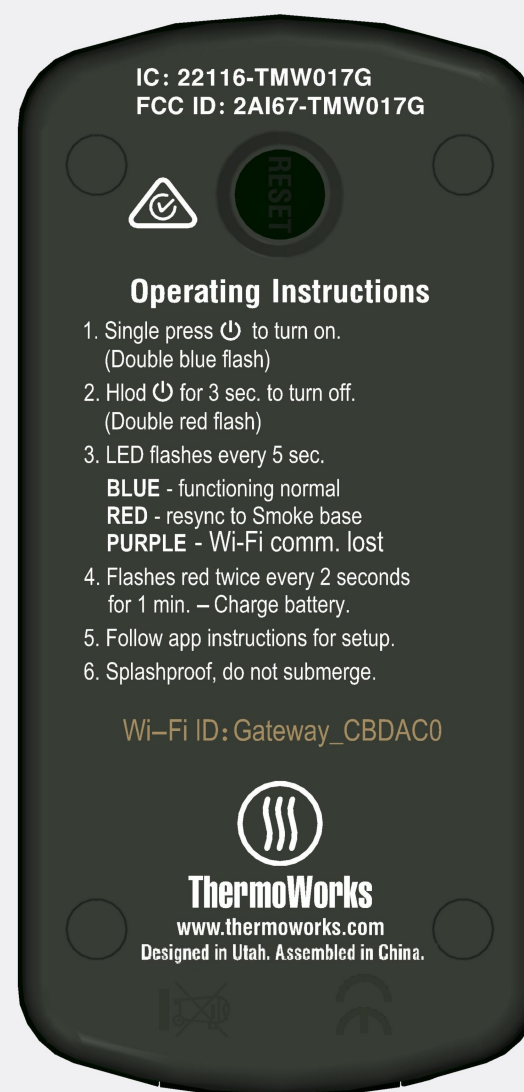 IC: 22116-TMW017G
FCC ID: 2AI67-TMW017G
RESET
Operating Instructions
1. Single press ⏻ to turn on.
(Double blue flash)
2. Hlod ⏻ for 3 sec. to turn off.
(Double red flash)
3. LED flashes every 5 sec.
BLUE - functioning normal
RED - resync to Smoke base
PURPLE - Wi-Fi comm. lost
4. Flashes red twice every 2 seconds
for 1 min. – Charge battery.
5. Follow app instructions for setup.
6. Splashproof, do not submerge.
Wi–Fi ID: Gateway_CBDAC0
ThermoWorks
www.thermoworks.com
Designed in Utah. Assembled in China.
CE